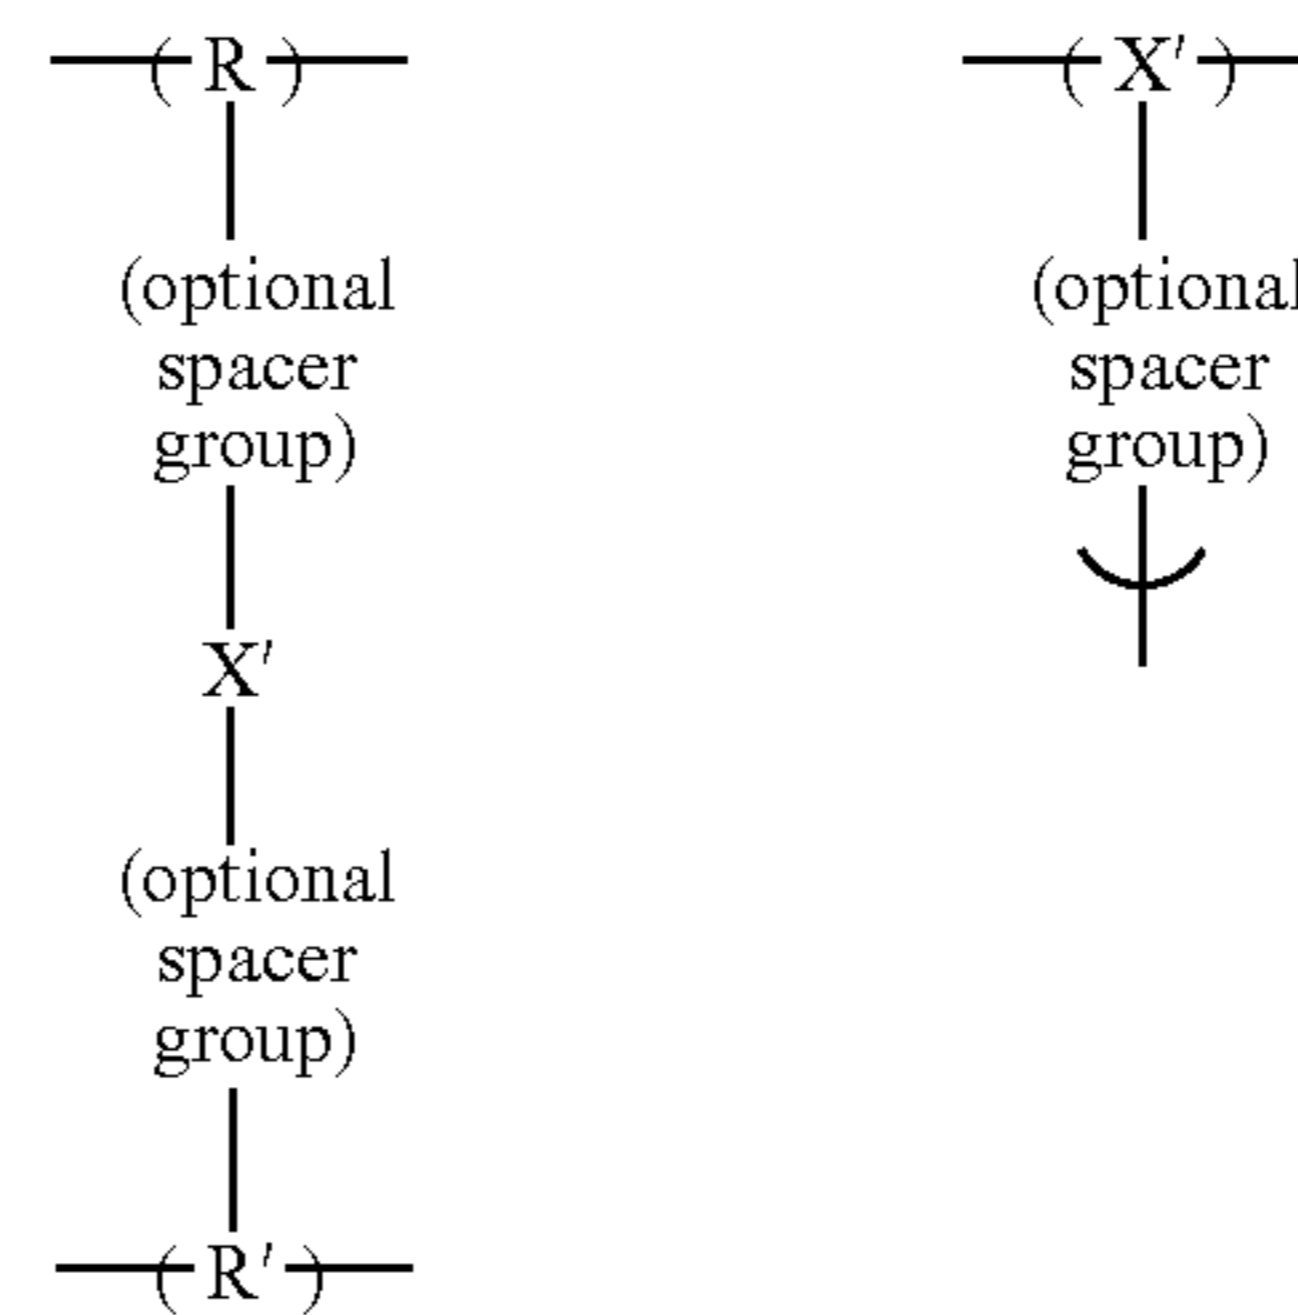 ( R )
(optional
spacer
group)
X'
(optional
spacer
group)
( R' )
( X' )
(optional
spacer
group)